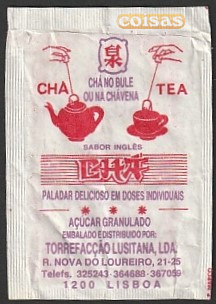 coisas
CHÁ NO BULE
OU NA CHÁVENA
CHÁ TEA
SABOR INGLÊS
CHÁ
PALADAR DELICIOSO EM DOSES INDIVIDUAIS
AÇÚCAR GRANULADO
EMBALADO E DISTRIBUIDO POR:
TORREFACÇÃO LUSITANA, LDA.
R. NOVA DO LOUREIRO, 21-25
Telefs. 325243-364688-367059
1200 LISBOA